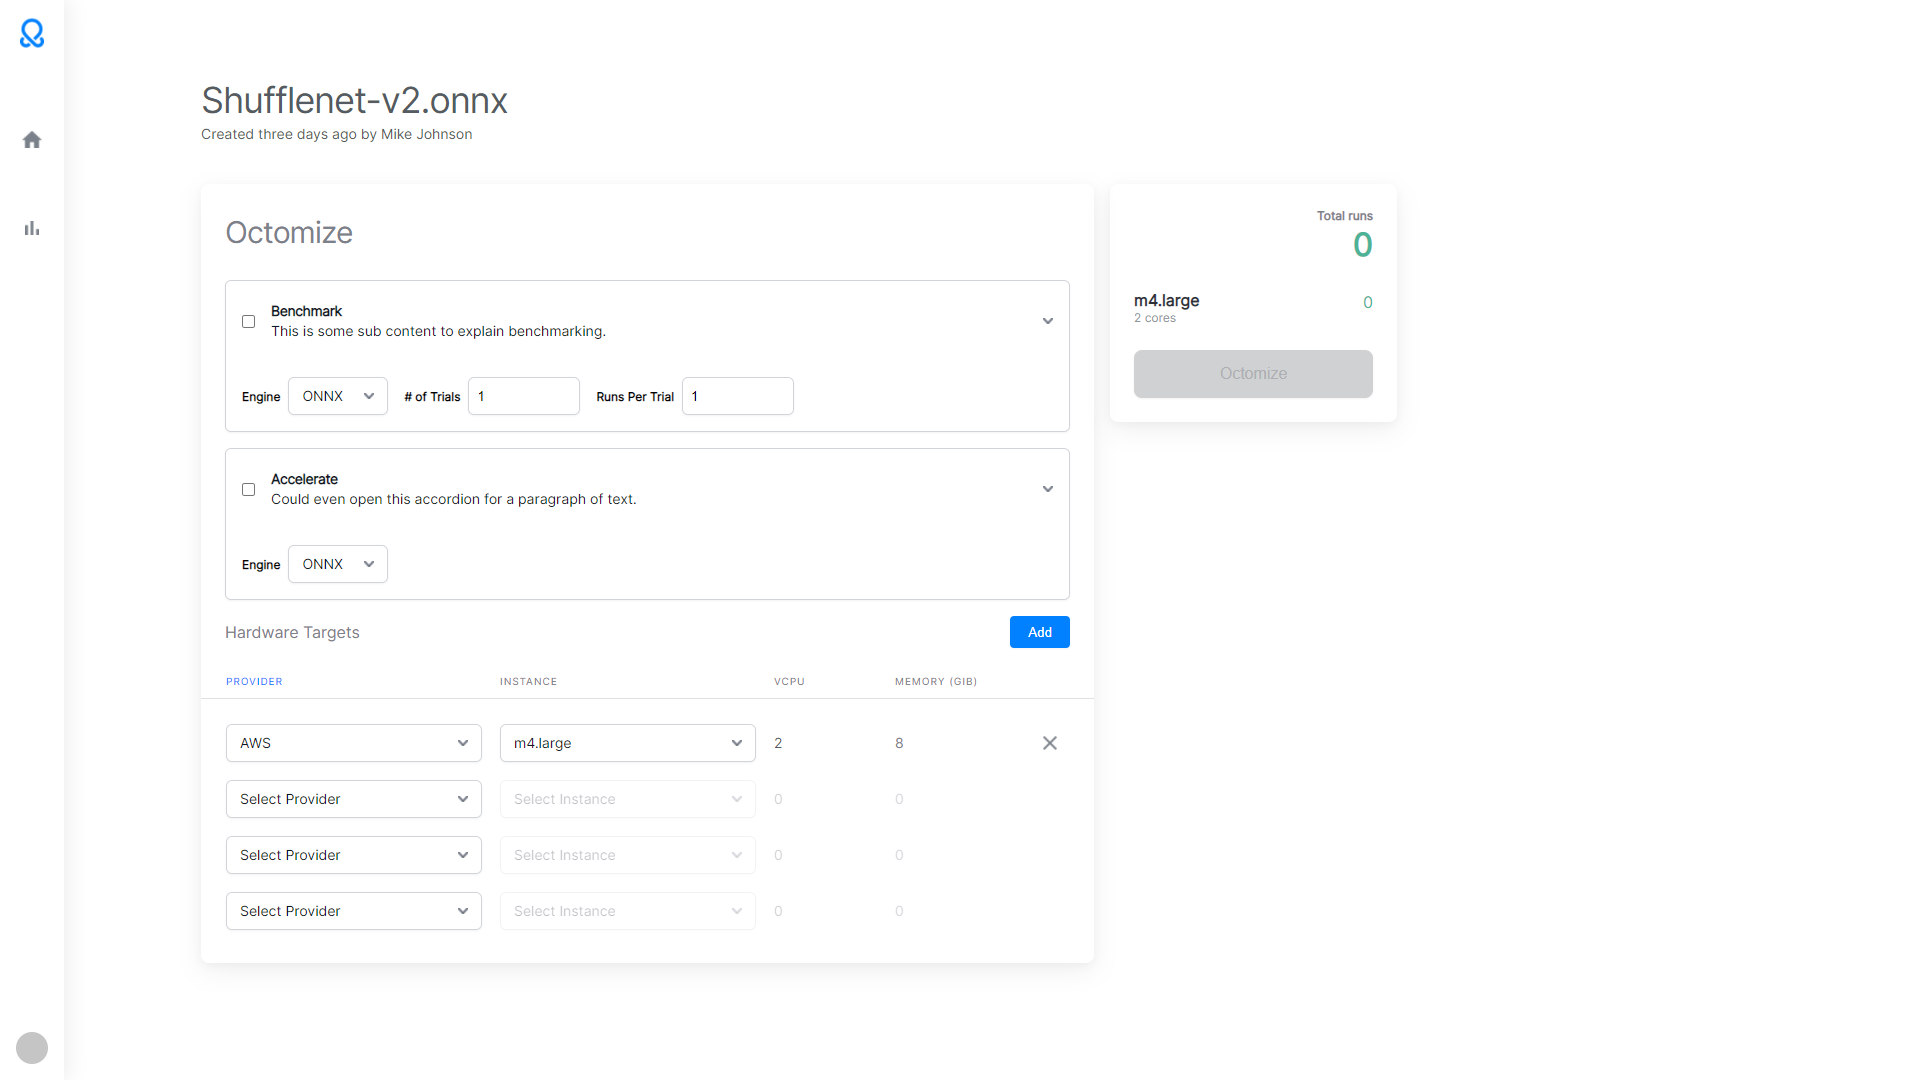 Shufflenet-v2.onnx
Created three days ago by Mike Johnson
Octomize
Benchmark
This is some sub content to explain benchmarking.
Engine ONNX # of Trials 1 Runs Per Trial 1
Accelerate
Could even open this accordion for a paragraph of text.
Engine ONNX
Hardware Targets Add
PROVIDER INSTANCE VCPU MEMORY (GIB)
AWS m4.large 2 8
Select Provider Select Instance 0 0
Select Provider Select Instance 0 0
Select Provider Select Instance 0 0
Total runs
0
m4.large 0
2 cores
Octomize